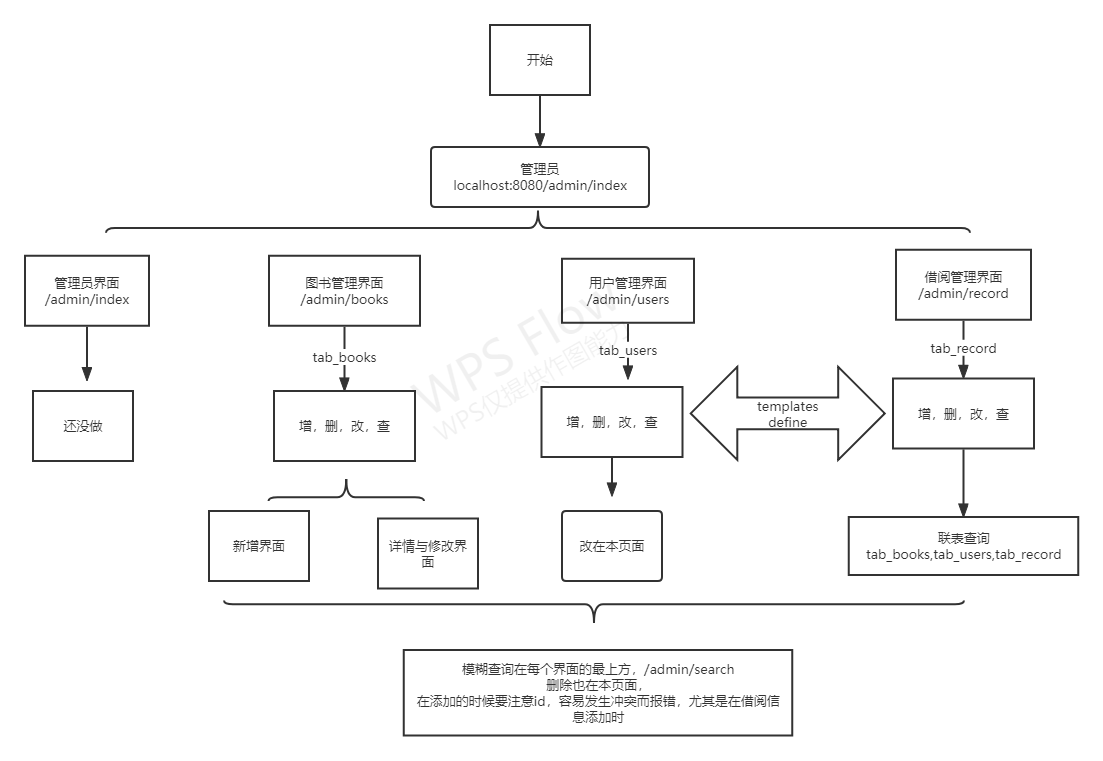 开始
管理员
localhost:8080/admin/index
管理员界面
/admin/index
图书管理界面
/admin/books
用户管理界面
/admin/users
借阅管理界面
/admin/record
tab_books
tab_users
tab_record
还没做
增，删，改，查
增，删，改，查
templates
define
增，删，改，查
新增界面
详情与修改界
面
改在本页面
联表查询
tab_books,tab_users,tab_record
模糊查询在每个界面的最上方，/admin/search
删除也在本页面，
在添加的时候要注意id，容易发生冲突而报错，尤其是在借阅信
息添加时
WPS Flow
WPS仅提供作图能力